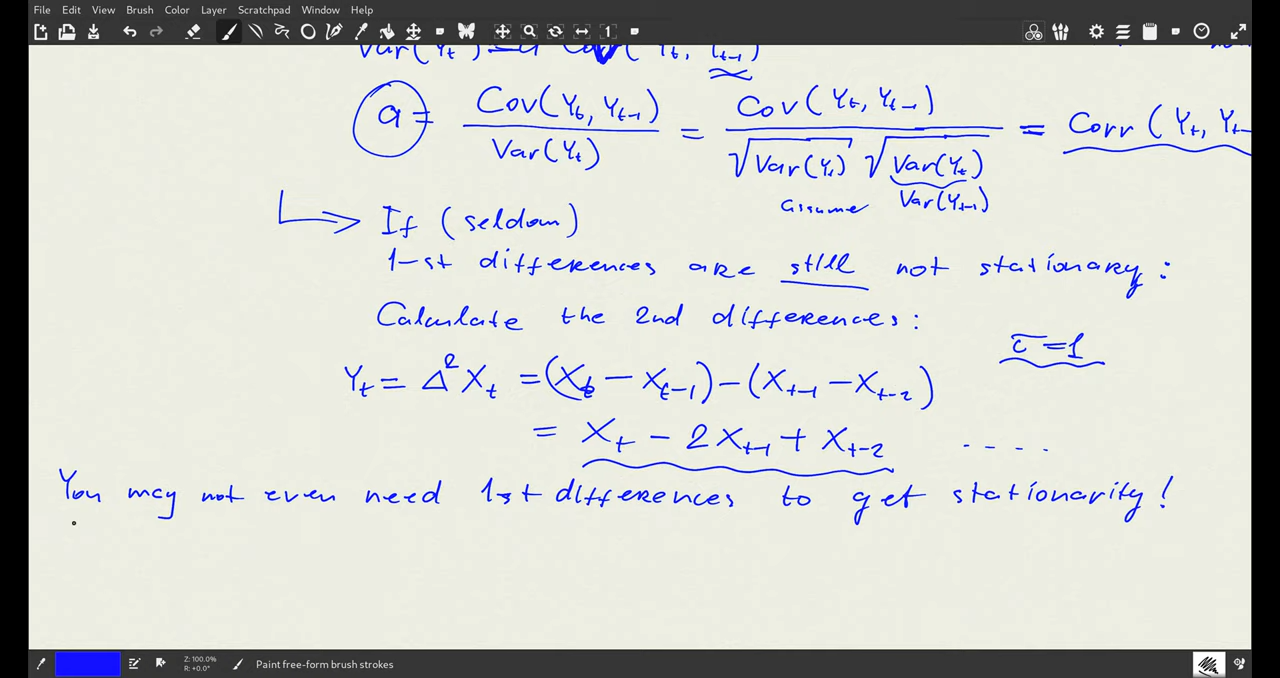 File Edit View Brush Color Layer Scratchpad Window Help
Var(Yt) = a Cov(Yt, Yt-1)
a = Cov(Yt, Yt-1) / Var(Yt) = Cov(Yt, Yt-1) / √Var(Yt) √Var(Yt) = Corr (Yt, Yt-
assume Var(Yt-1)
If (seldom)
1-st differences are still not stationary:
Calculate the 2nd differences:
τ=1
Yt = Δ²Xt = (Xt - Xt-1) - (Xt-1 - Xt-2)
= Xt - 2Xt-1 + Xt-2 ....
You may not even need 1st differences to get stationarity!
Z: 100.0%
R: +0.0°
Paint free-form brush strokes